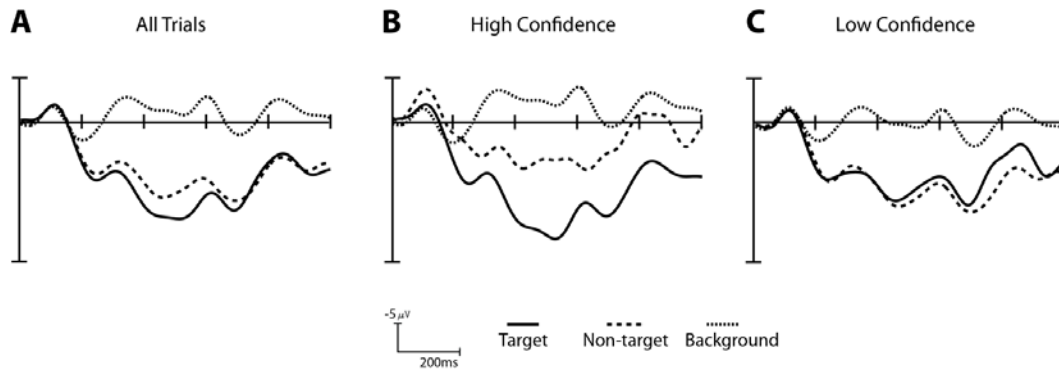 A All Trials B High Confidence C Low Confidence
-5 μV
200ms
Target Non-target Background